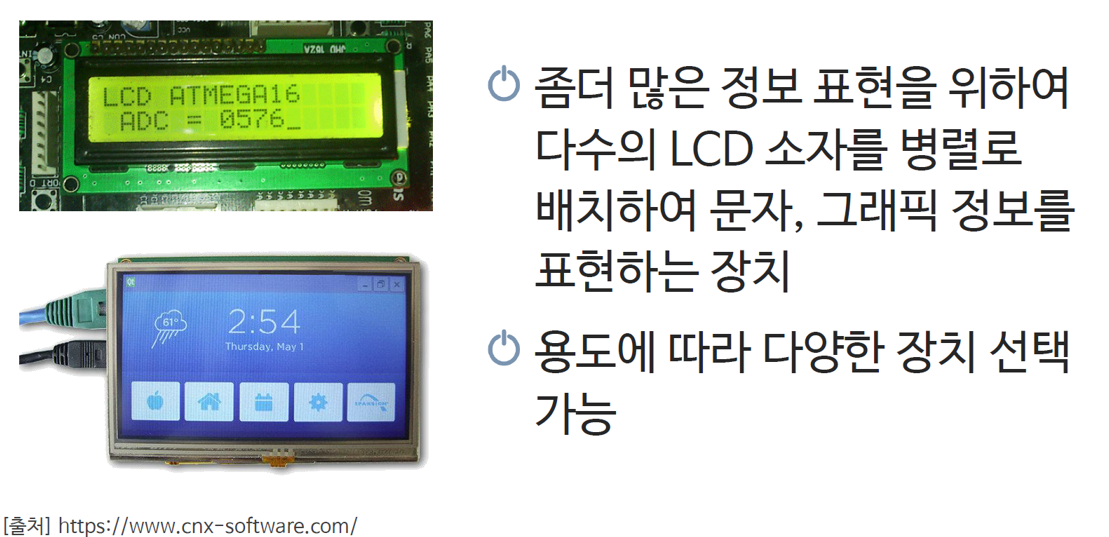 JHD 162A
LCD ATMEGA16
ADC = 0576_
좀더 많은 정보 표현을 위하여
다수의 LCD 소자를 병렬로
배치하여 문자, 그래픽 정보를
표현하는 장치
61°
2:54
Thursday, May 1
용도에 따라 다양한 장치 선택
가능
[출처] https://www.cnx-software.com/